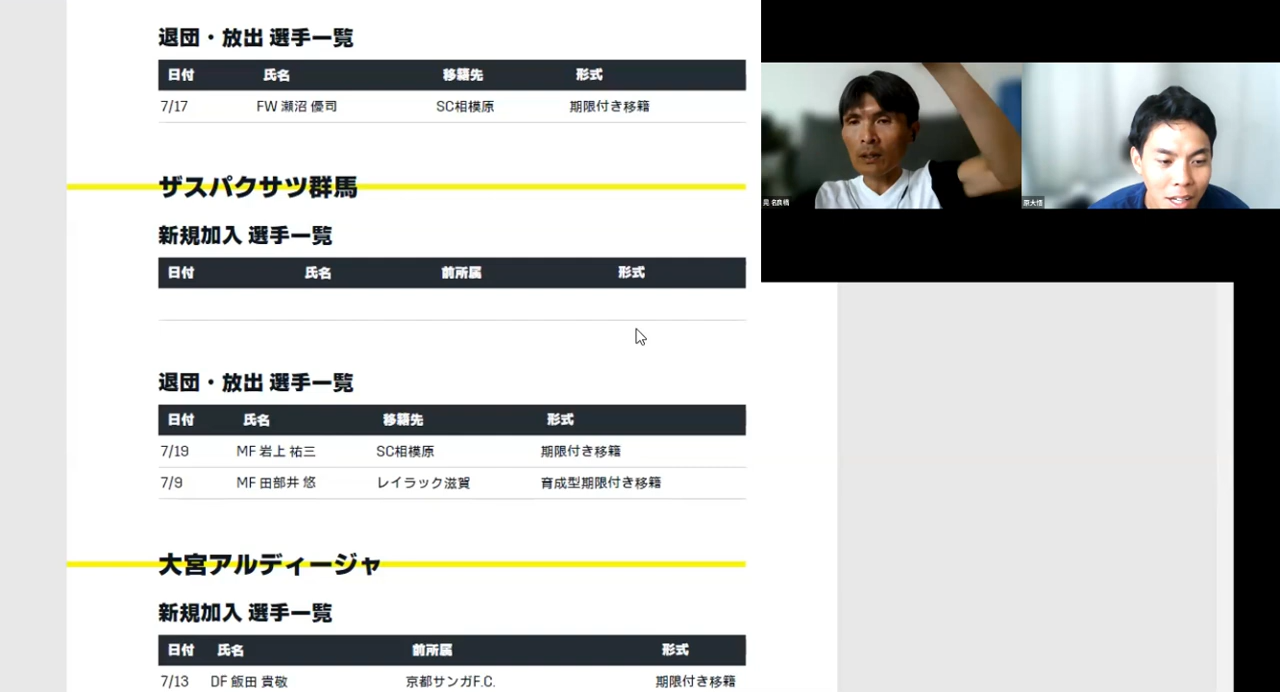 退団・放出 選手一覧
日付 氏名 移籍先 形式
7/17 FW 瀬沼 優司 SC相模原 期限付き移籍
ザスパクサツ群馬
新規加入 選手一覧
日付 氏名 前所属 形式
退団・放出 選手一覧
日付 氏名 移籍先 形式
7/19 MF 岩上 祐三 SC相模原 期限付き移籍
7/9 MF 田部井 悠 レイラック滋賀 育成型期限付き移籍
大宮アルディージャ
新規加入 選手一覧
日付 氏名 前所属 形式
7/13 DF 飯田 貴敬 京都サンガF.C. 期限付き移籍
晃 名良橋
原大悟